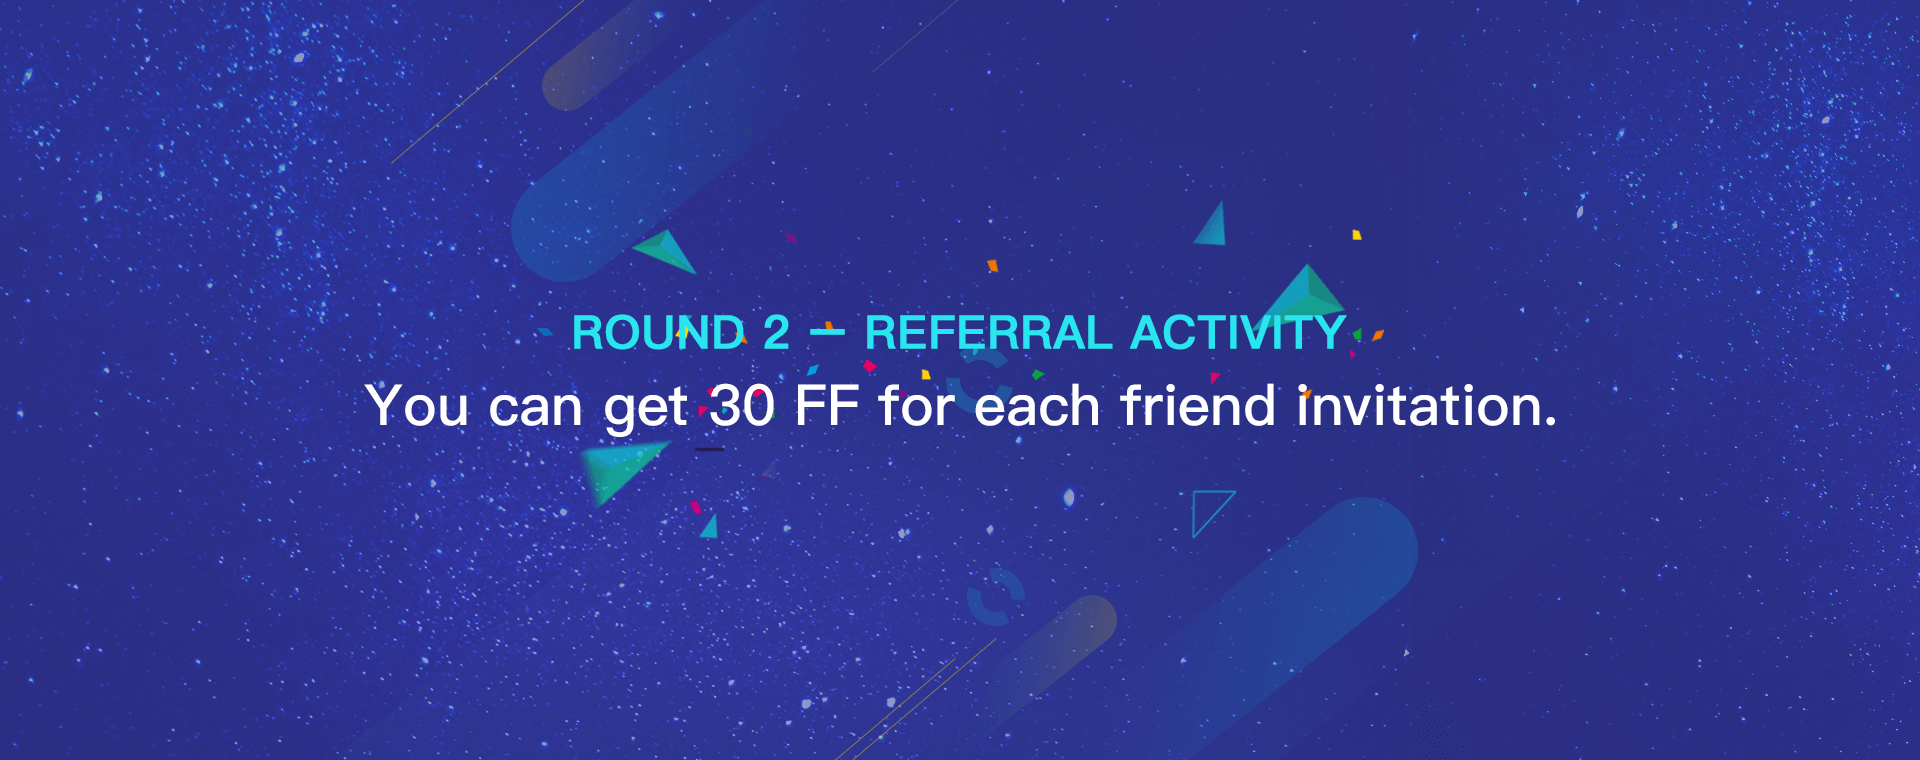 ROUND 2 — REFERRAL ACTIVITY
You can get 30 FF for each friend invitation.